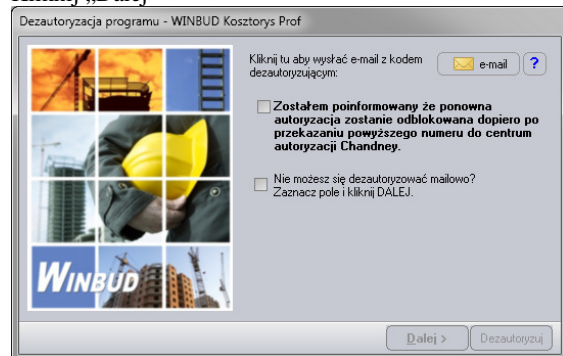 Kliknij „Dalej”
Dezautoryzacja programu - WINBUD Kosztorys Prof
Kliknij tu aby wysłać e-mail z kodem
dezautoryzującym:
e-mail
?
Zostałem poinformowany że ponowna
autoryzacja zostanie odblokowana dopiero po
przekazaniu powyższego numeru do centrum
autoryzacji Chandney.
Nie możesz się dezautoryzować mailowo?
Zaznacz pole i kliknij DALEJ.
WINBUD
Dalej >
Dezautoryzuj